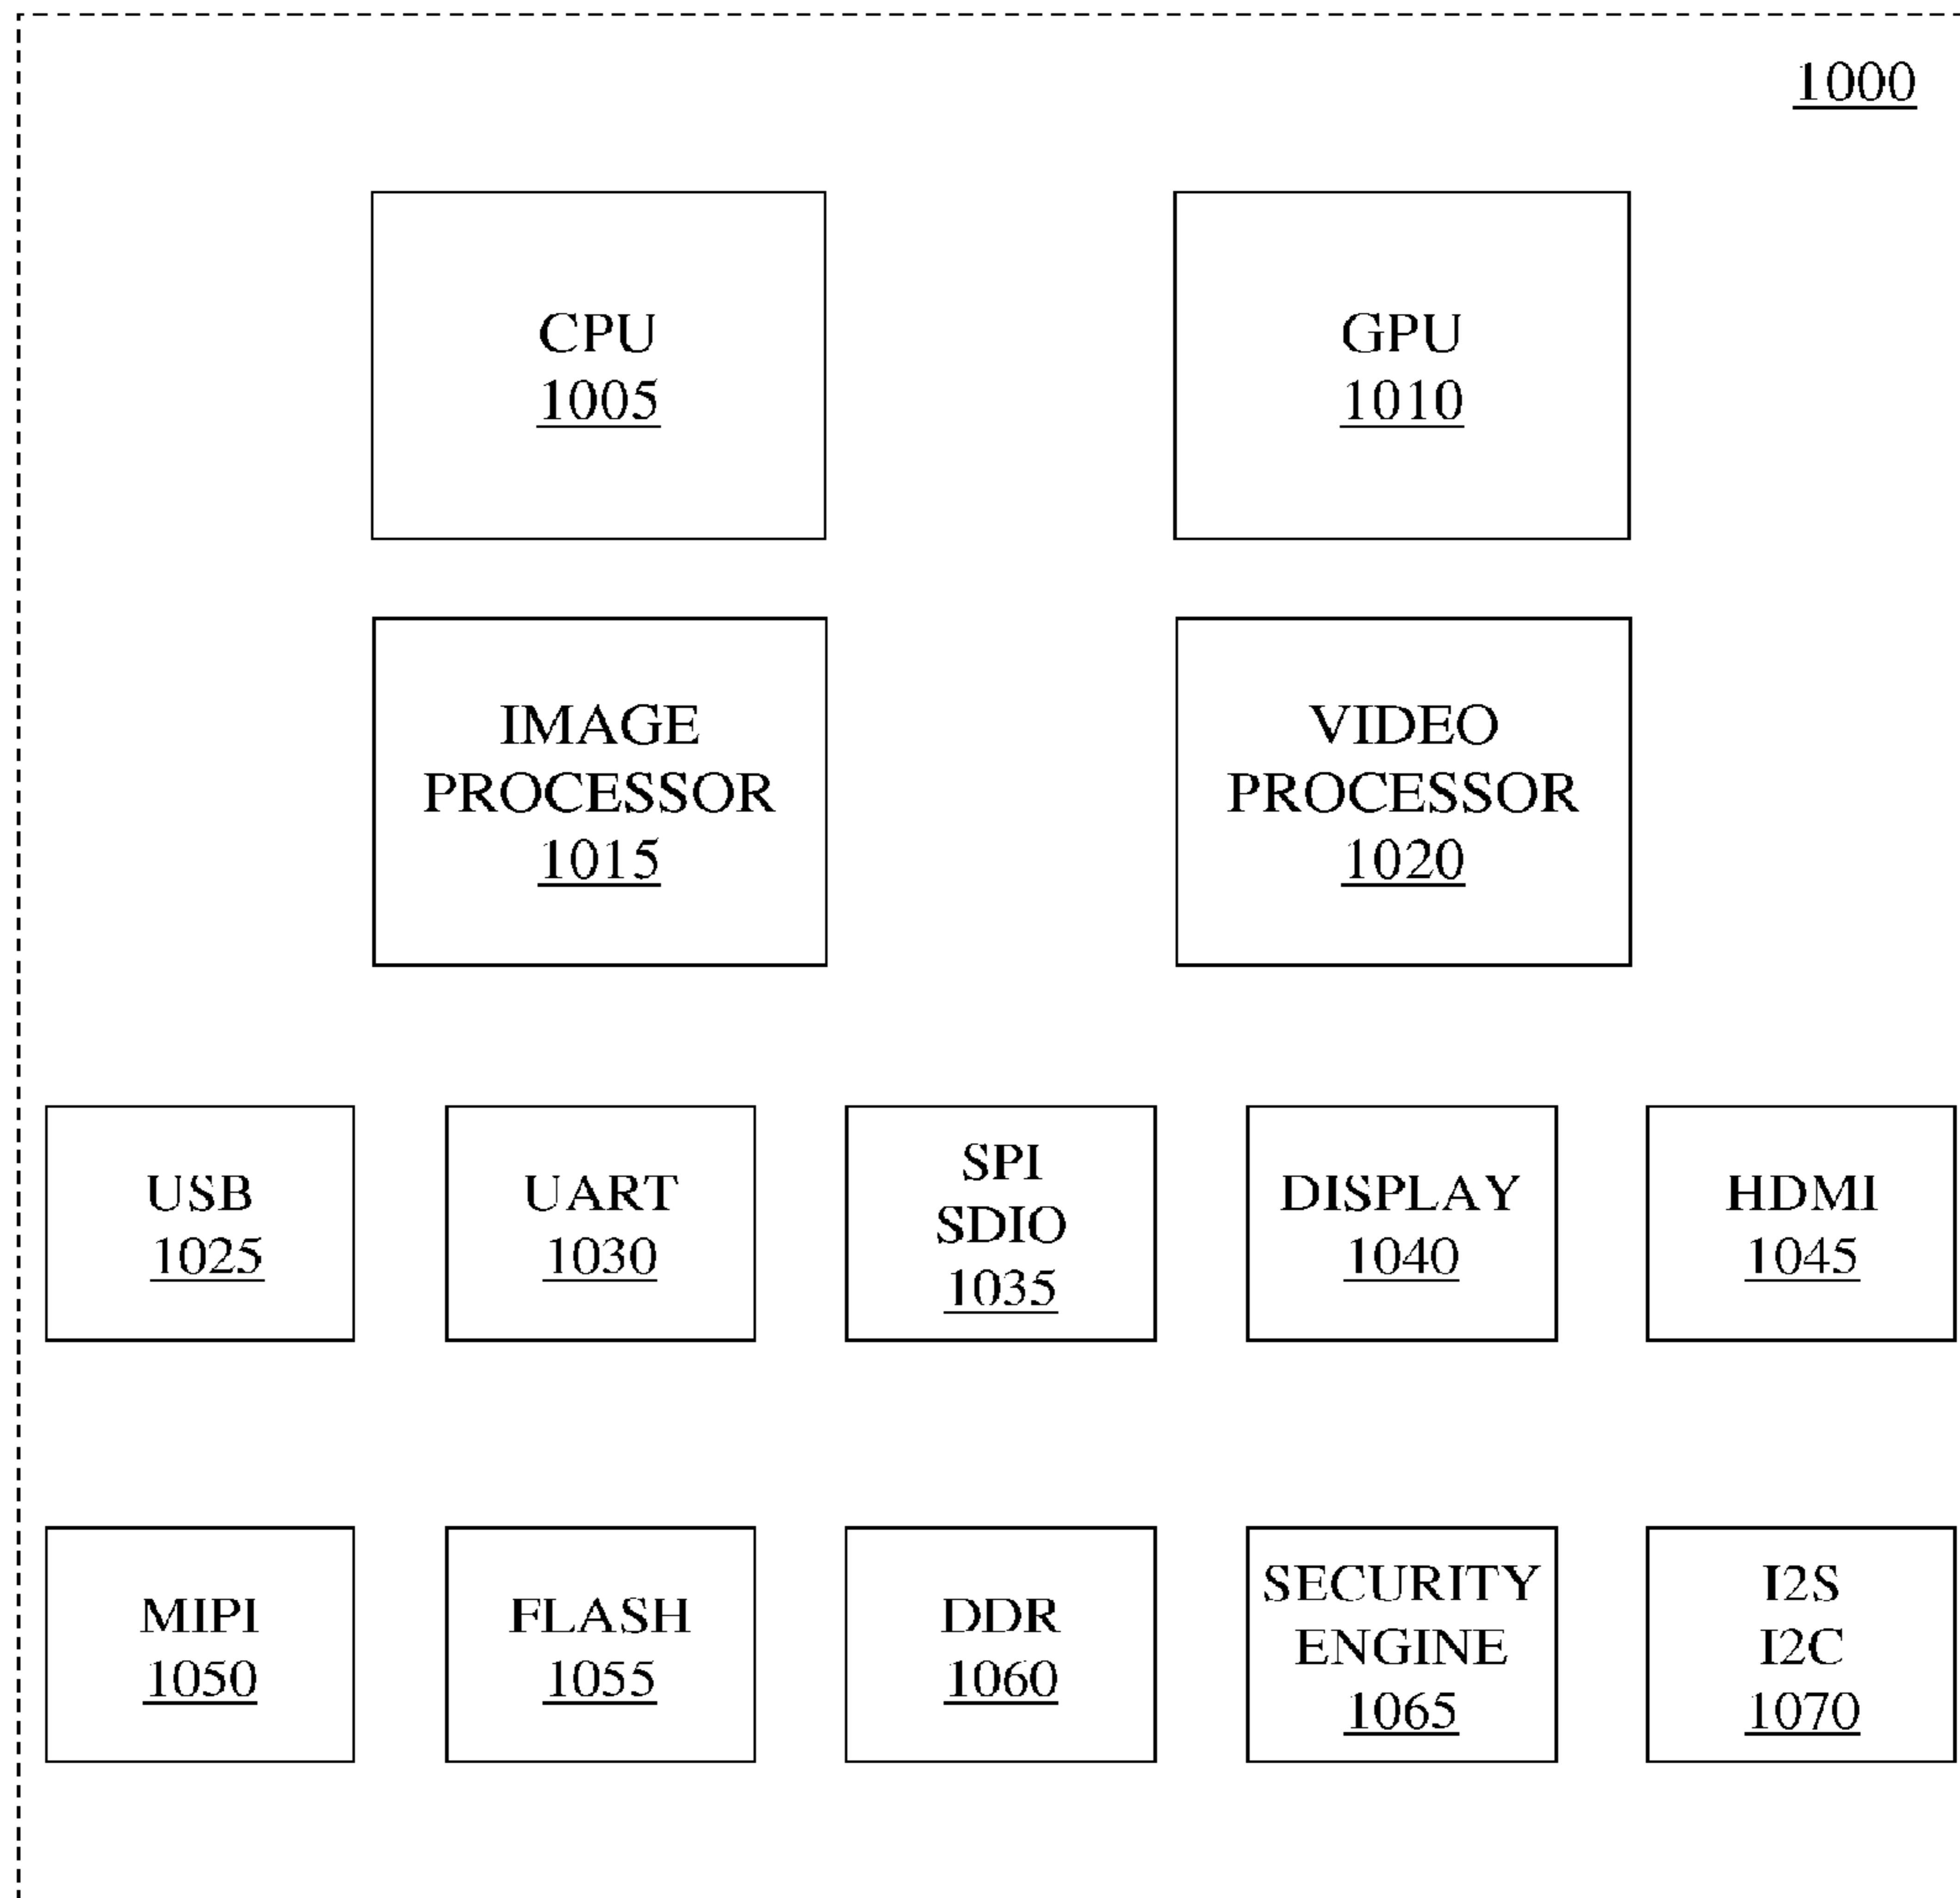 1000
CPU
1005
GPU
1010
IMAGE
PROCESSOR
1015
VIDEO
PROCESSOR
1020
USB
1025
UART
1030
SPI
SDIO
1035
DISPLAY
1040
HDMI
1045
MIPI
1050
FLASH
1055
DDR
1060
SECURITY
ENGINE
1065
I2S
I2C
1070